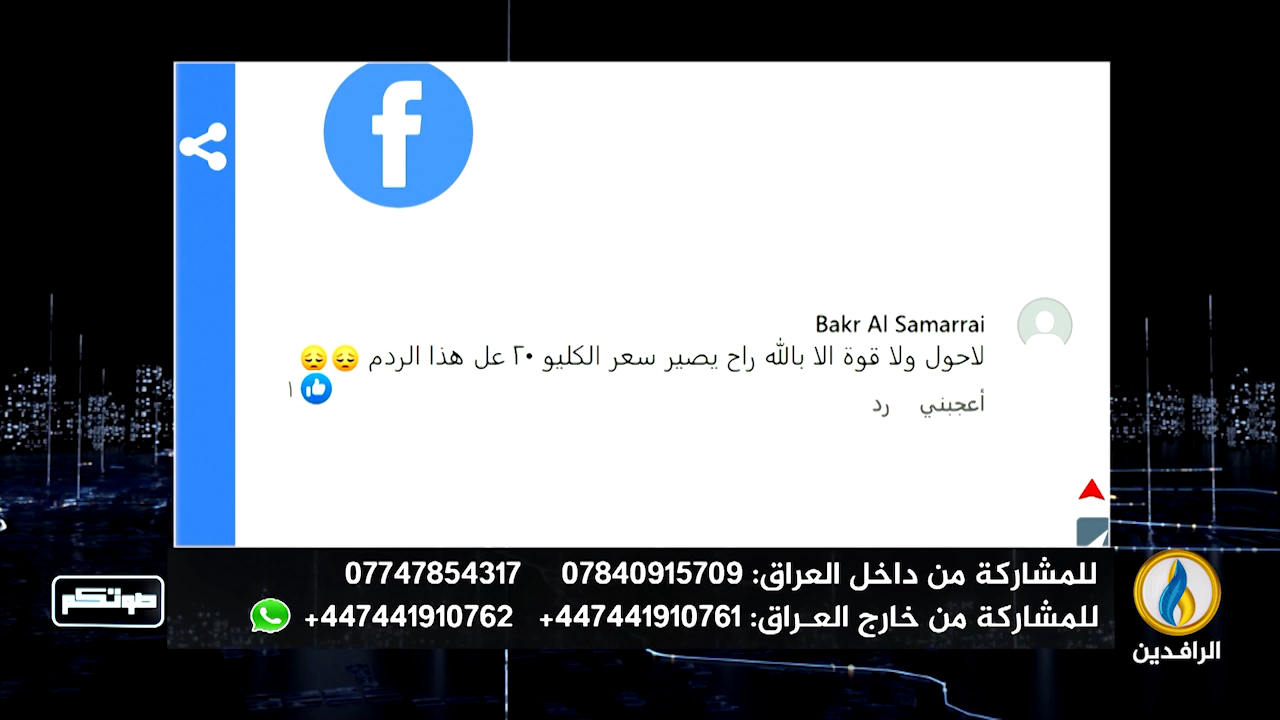 Bakr Al Samarrai
لاحول ولا قوة الا بالله راح يصير سعر الكليو ٢٠ عل هذا الردم 😔😔
١
أعجبني رد
للمشاركة من داخل العراق: 07840915709 07747854317
للمشاركة من خارج العـراق: 447441910761+ 447441910762+
صوتكم
الرافدين